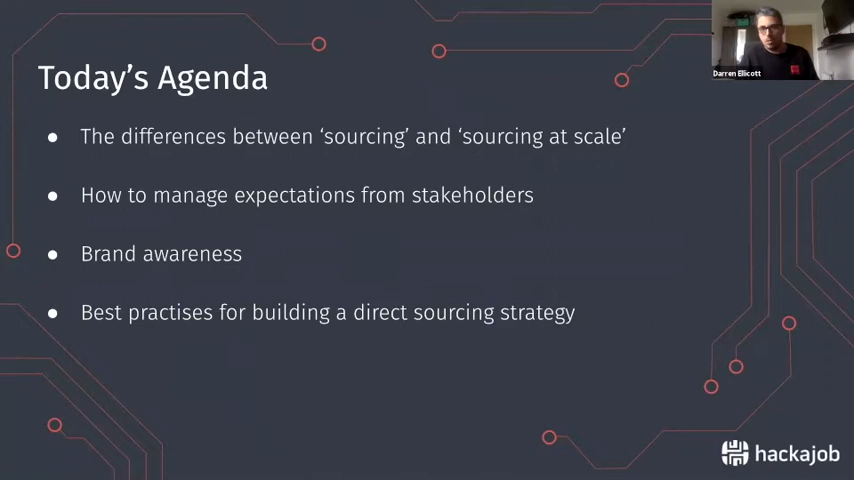 Today's Agenda
● The differences between 'sourcing' and 'sourcing at scale'
● How to manage expectations from stakeholders
● Brand awareness
● Best practises for building a direct sourcing strategy
Darren Ellicott
hackajob